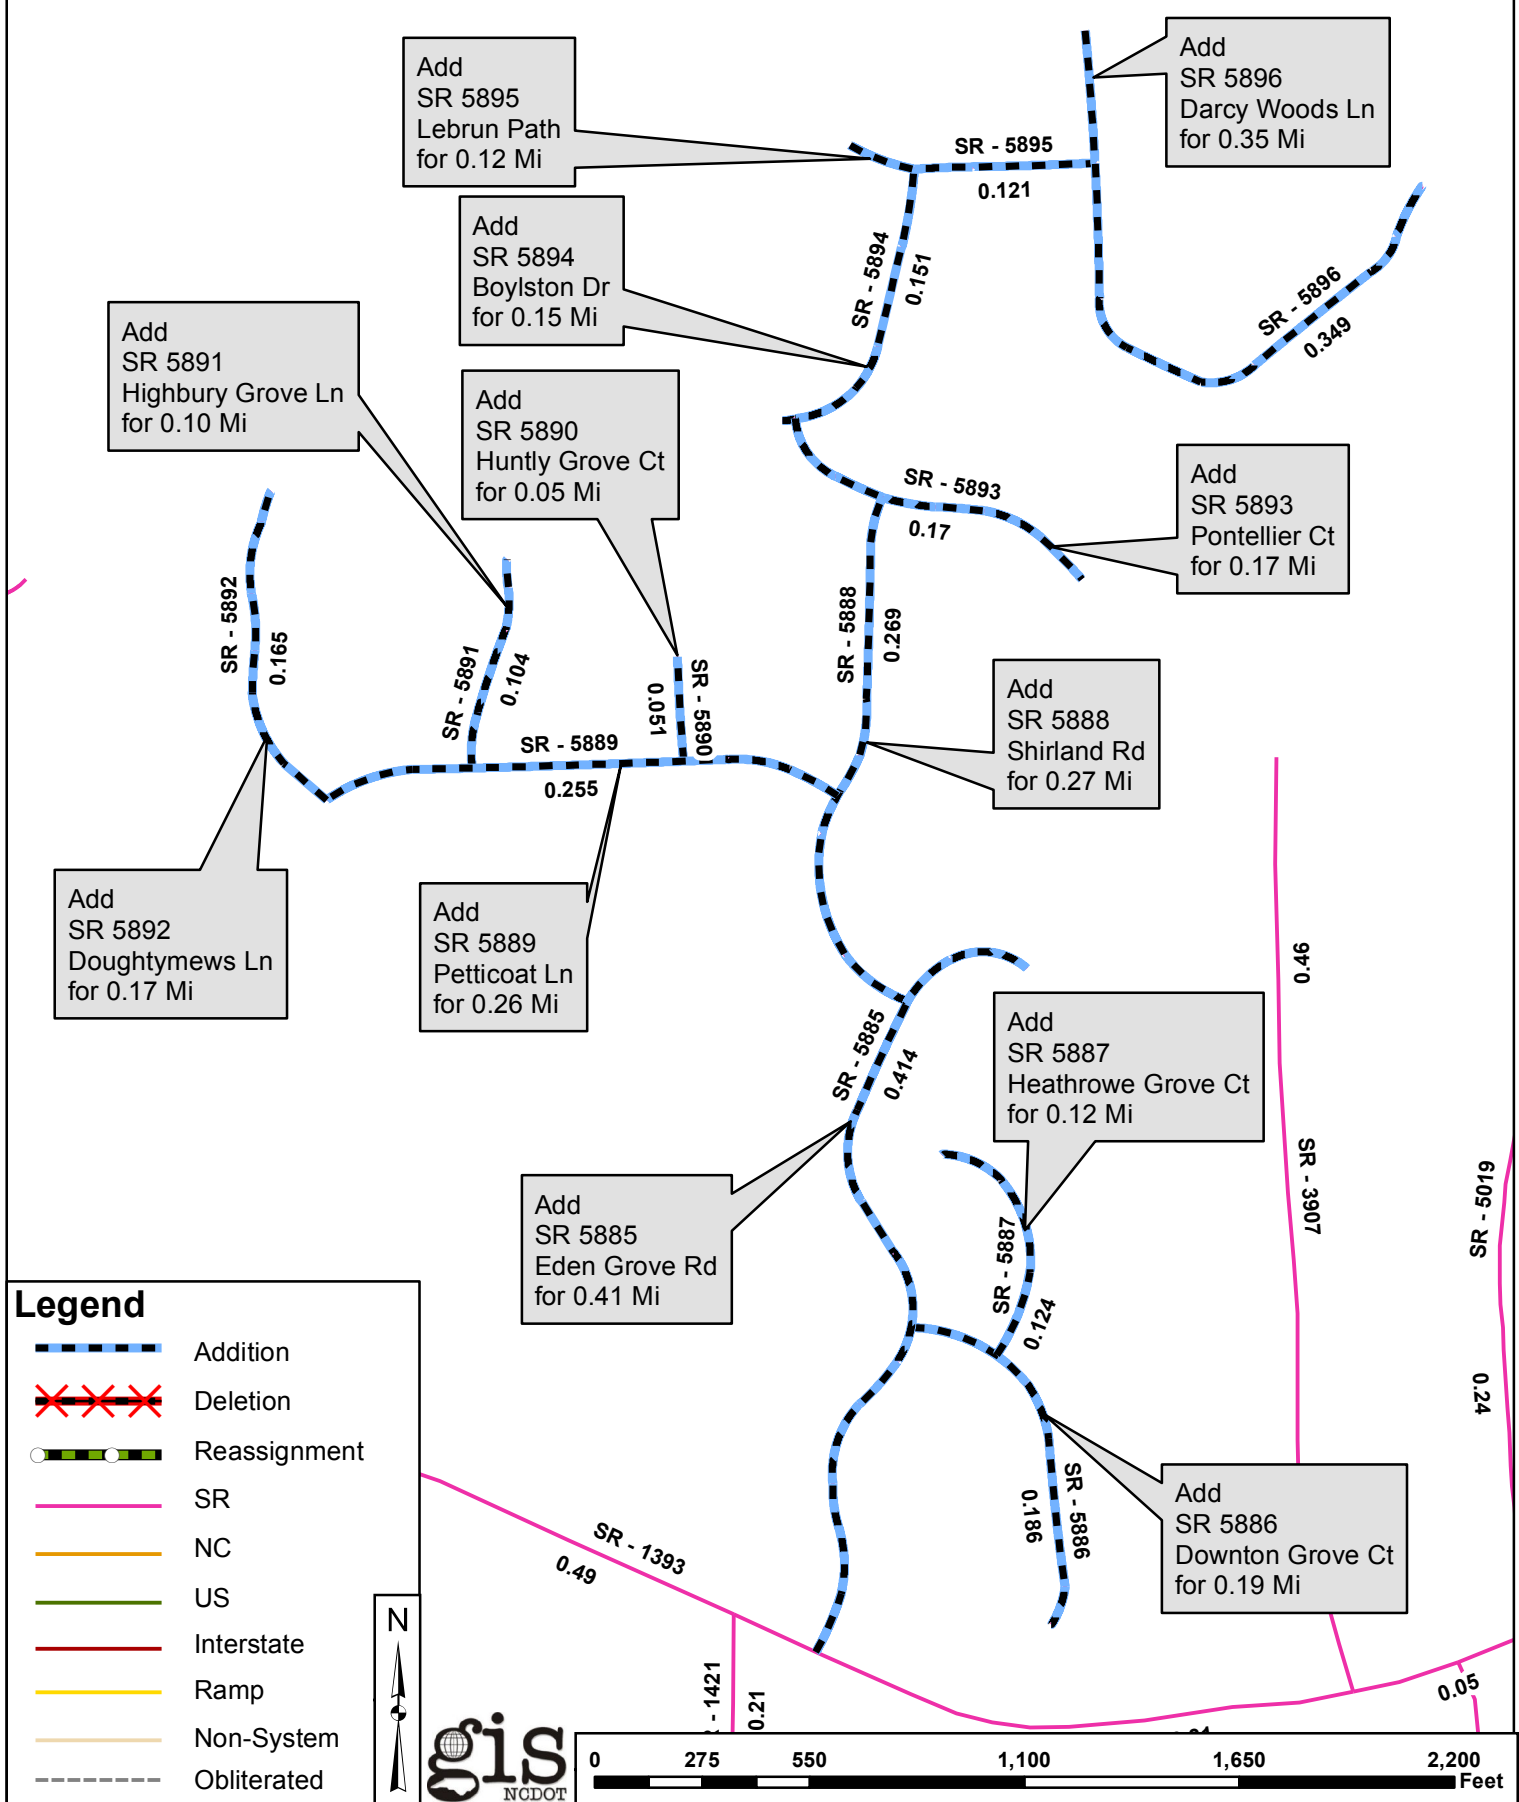 Add
SR 5895
Lebrun Path
for 0.12 Mi
Add
SR 5896
Darcy Woods Ln
for 0.35 Mi
SR - 5895
0.121
Add
SR 5894
Boylston Dr
for 0.15 Mi
SR - 5894
0.151
SR - 5896
0.349
Add
SR 5891
Highbury Grove Ln
for 0.10 Mi
Add
SR 5890
Huntly Grove Ct
for 0.05 Mi
SR - 5893
0.17
Add
SR 5893
Pontellier Ct
for 0.17 Mi
SR - 5892
0.165
SR - 5891
0.104
SR - 5890
0.051
SR - 5888
0.269
Add
SR 5888
Shirland Rd
for 0.27 Mi
SR - 5889
0.255
Add
SR 5892
Doughtymews Ln
for 0.17 Mi
Add
SR 5889
Petticoat Ln
for 0.26 Mi
0.46
SR - 5885
0.414
Add
SR 5887
Heathrowe Grove Ct
for 0.12 Mi
SR - 3907
SR - 5019
Add
SR 5885
Eden Grove Rd
for 0.41 Mi
SR - 5887
0.124
0.24
SR - 5886
0.186
Add
SR 5886
Downton Grove Ct
for 0.19 Mi
SR - 1393
0.49
- 1421
0.21
0.05
Legend
Addition
Deletion
Reassignment
SR
NC
US
Interstate
Ramp
Non-System
Obliterated
N
gis
NCDOT
0 275 550 1,100 1,650 2,200
Feet